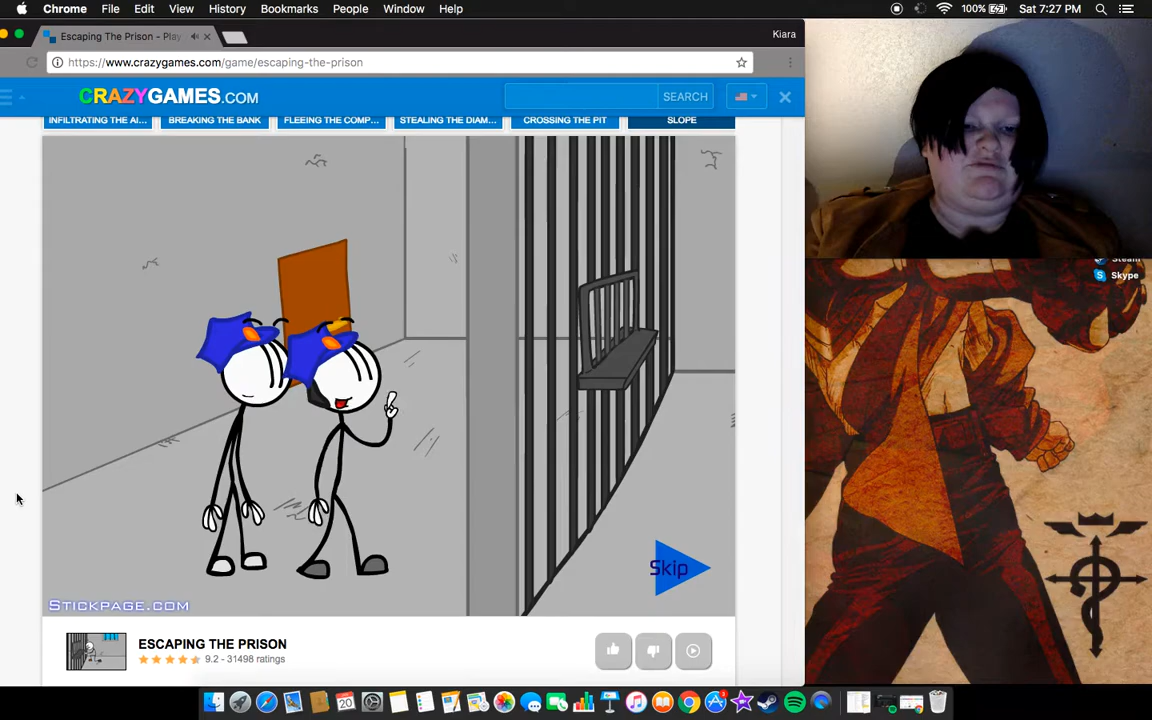 Chrome File Edit View History Bookmarks People Window Help 100% Sat 7:27 PM
Escaping The Prison - Play Kiara
https://www.crazygames.com/game/escaping-the-prison
CRAZYGAMES.COM SEARCH
INFILTRATING THE AI... BREAKING THE BANK FLEEING THE COMP... STEALING THE DIAM... CROSSING THE PIT SLOPE
Steam
Skype
Skip
STICKPAGE.COM
ESCAPING THE PRISON
9.2 - 31498 ratings